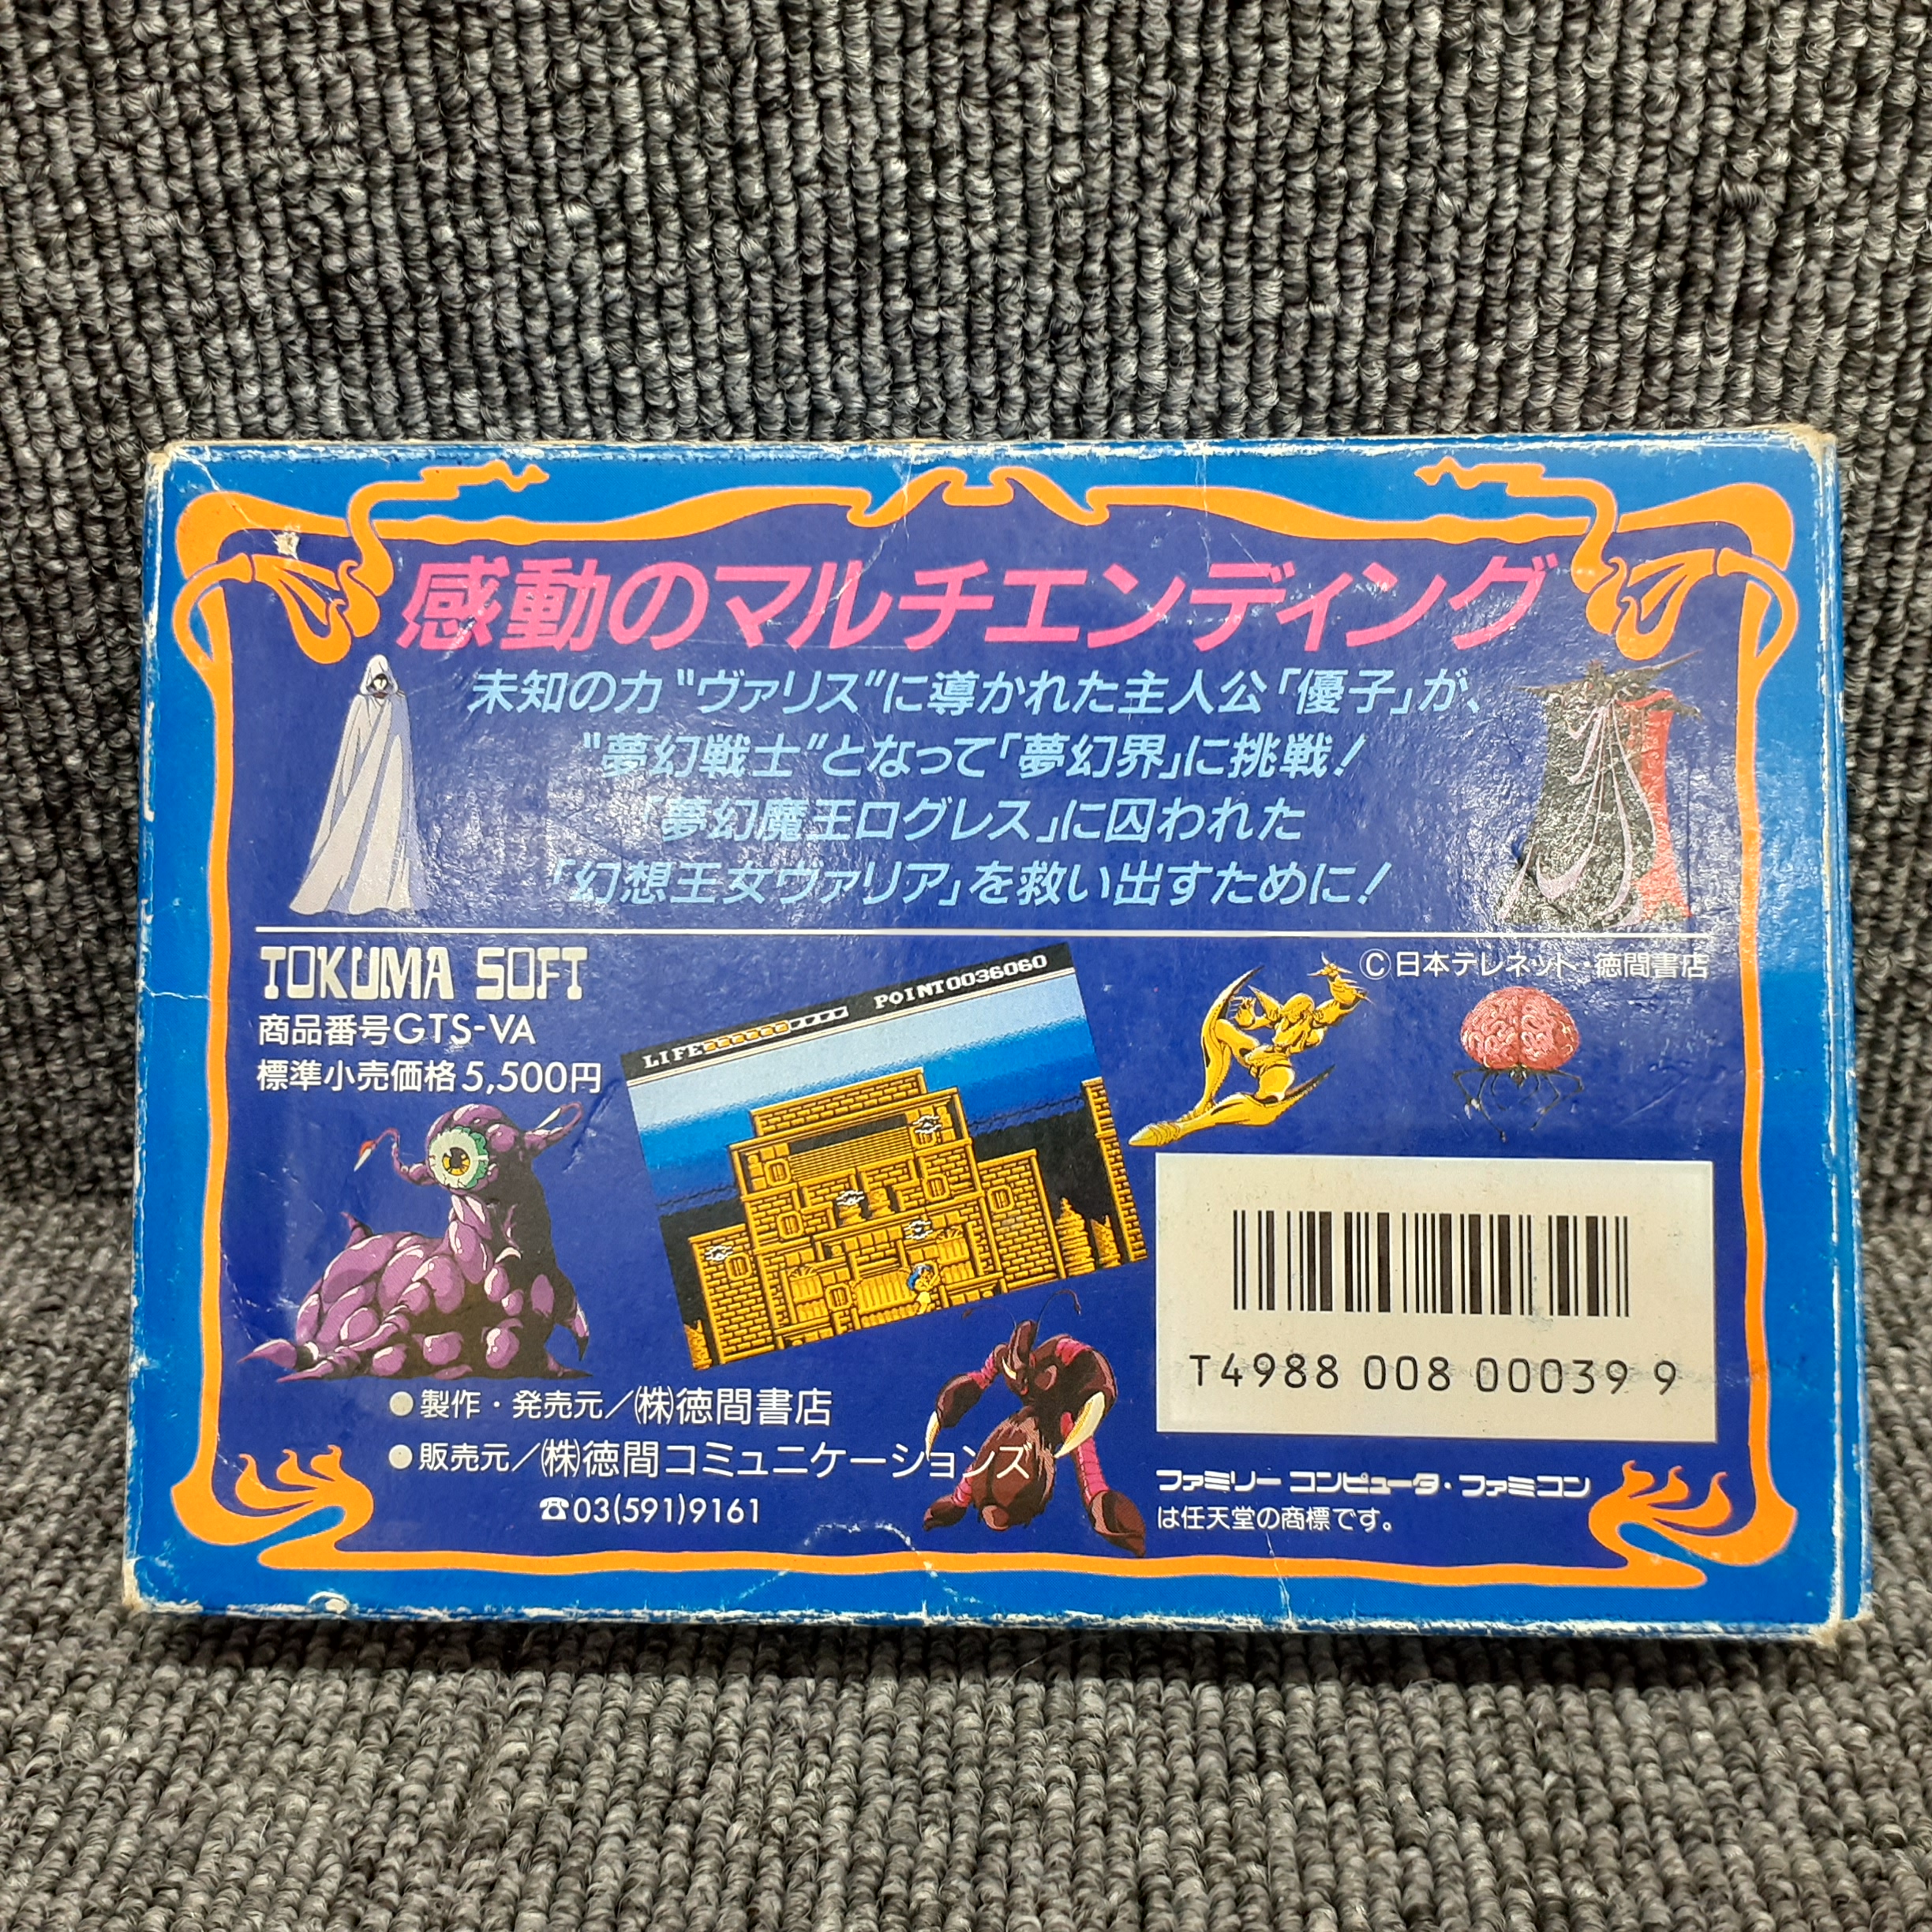 感動のマルチエンディング
未知の力“ヴァリス”に導かれた主人公「優子」が、
“夢幻戦士”となって「夢幻界」に挑戦!
「夢幻魔王ログレス」に囚われた
「幻想王女ヴァリア」を救い出すために!
TOKUMA SOFT
商品番号GTS-VA
標準小売価格5,500円
LIFE POINT0036060
©日本テレネット・徳間書店
T4988 008 00039 9
●製作・発売元/㈱徳間書店
●販売元/㈱徳間コミュニケーションズ
☎03(591)9161
ファミリー コンピュータ・ファミコン
は任天堂の商標です。